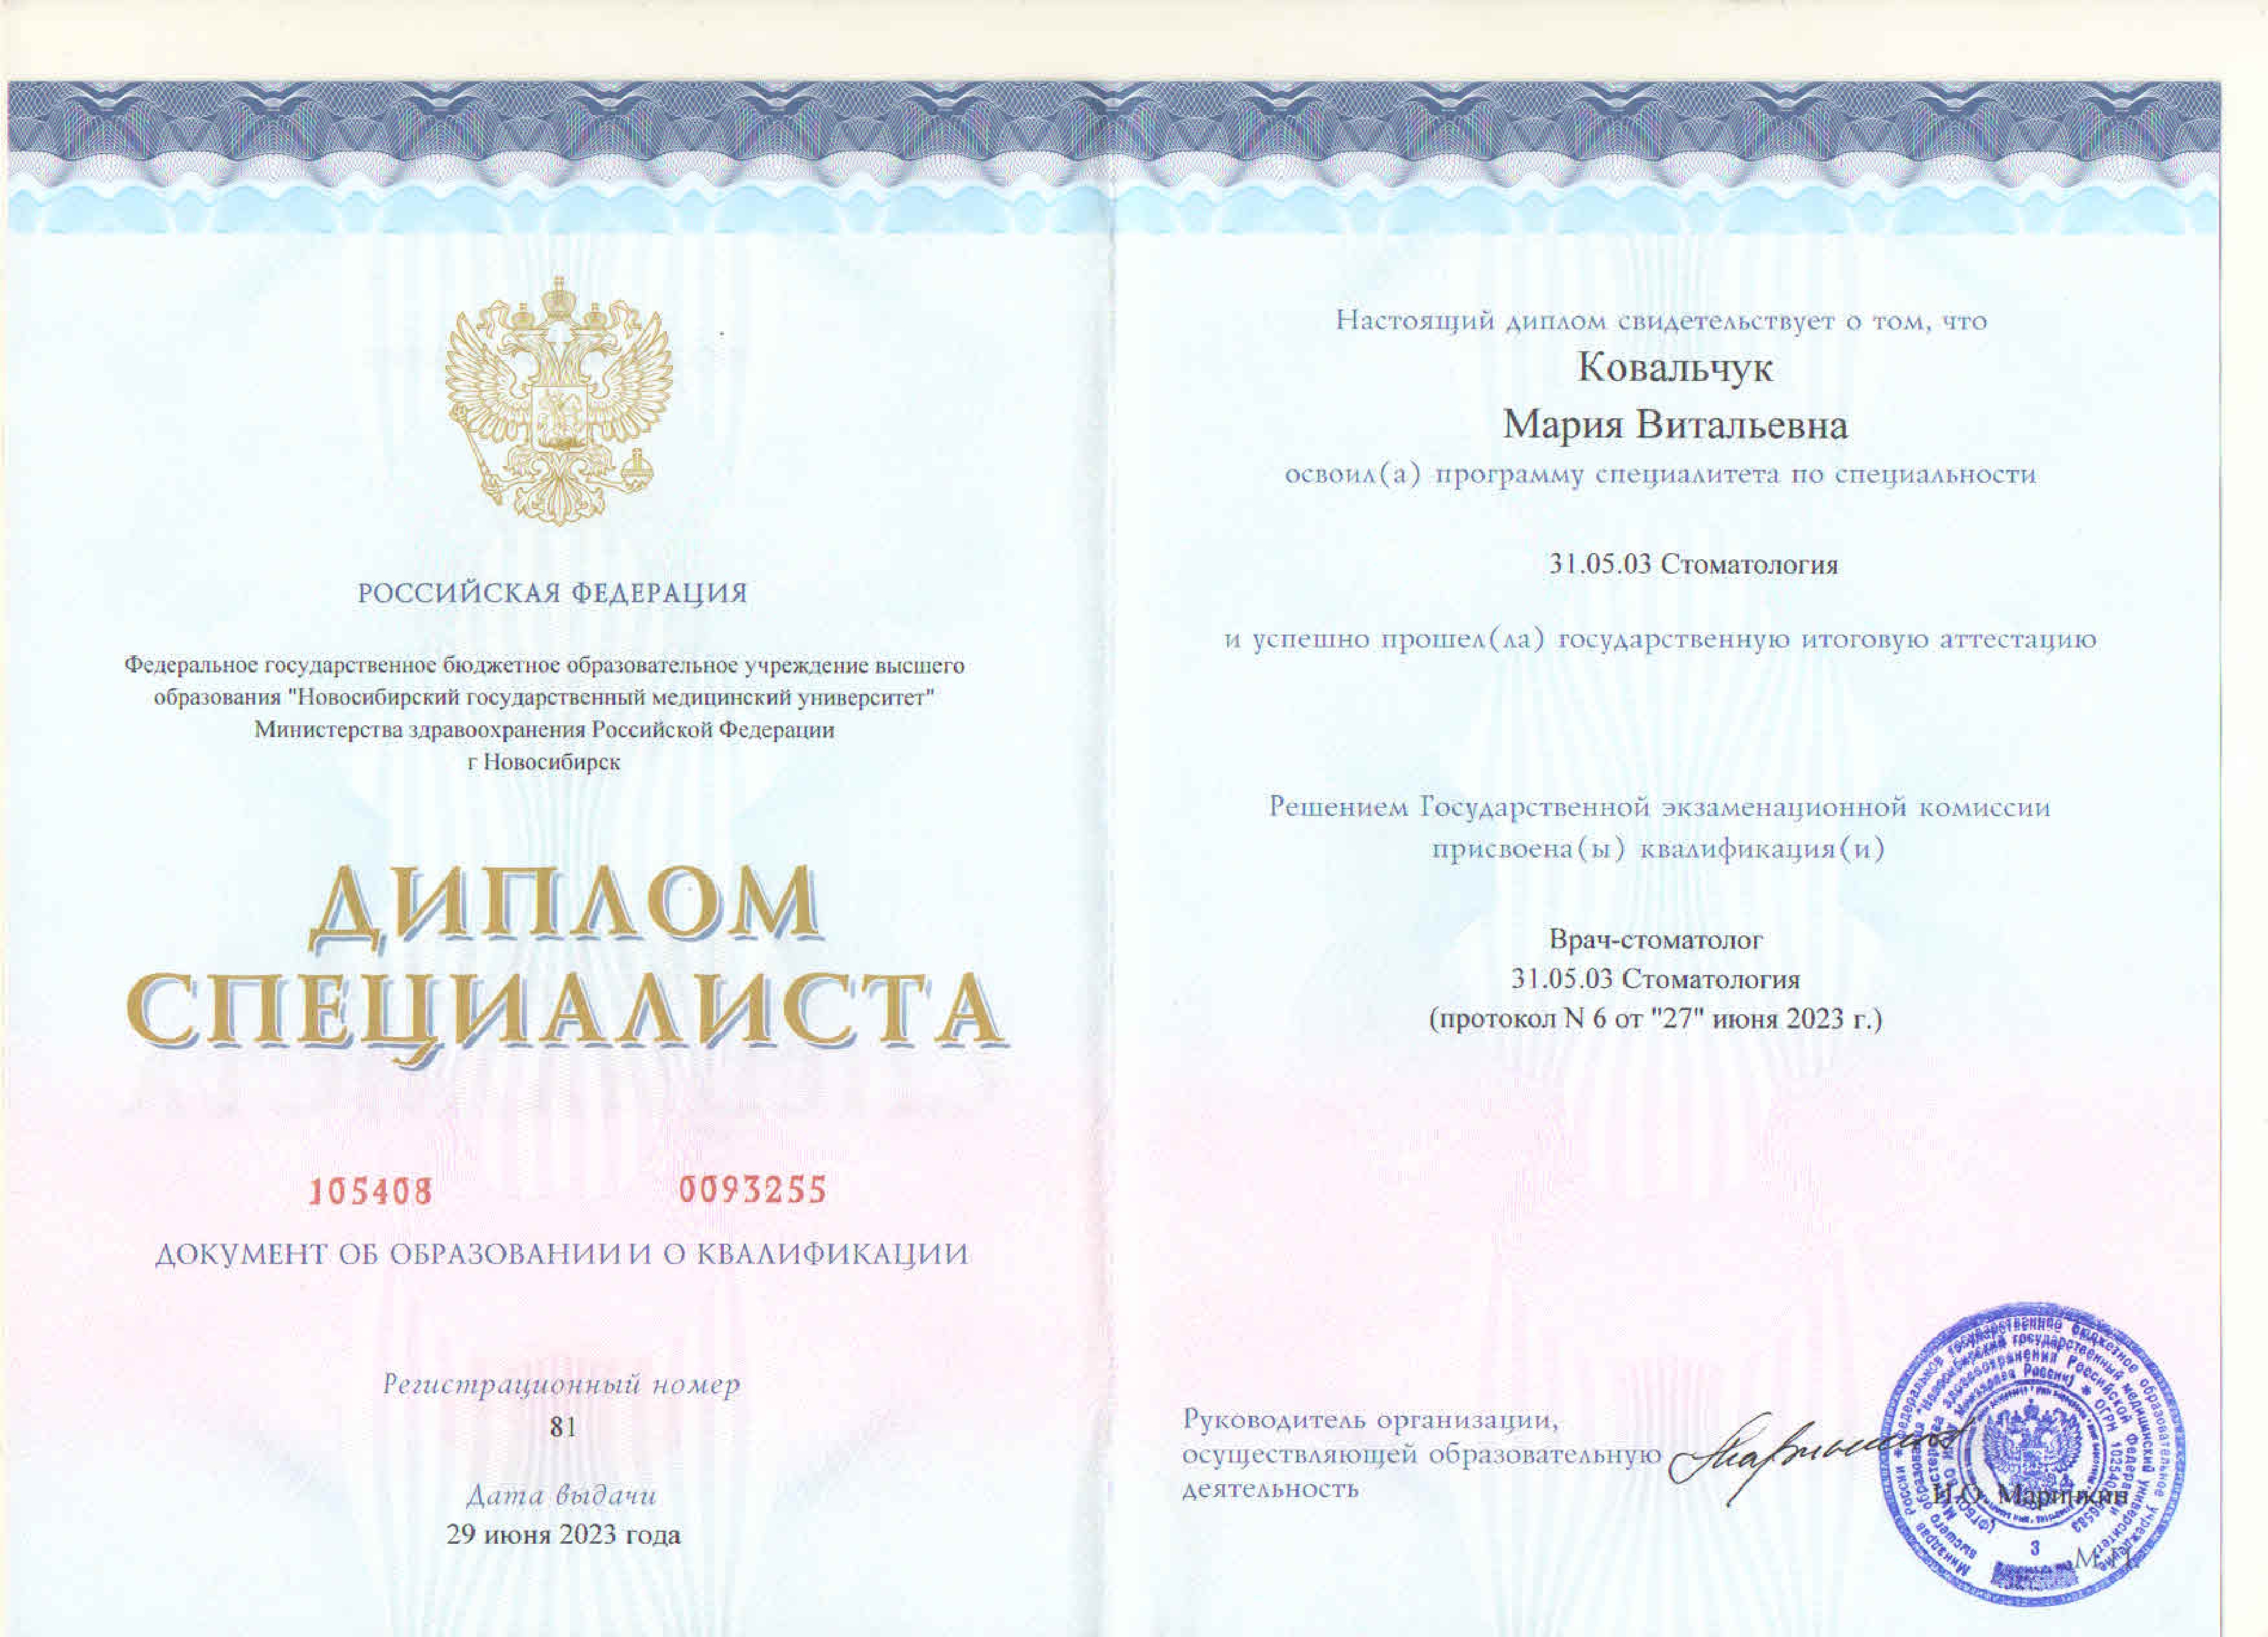 РОССИЙСКАЯ ФЕДЕРАЦИЯ
Федеральное государственное бюджетное образовательное учреждение высшего
образования "Новосибирский государственный медицинский университет"
Министерства здравоохранения Российской Федерации
г Новосибирск
ДИПЛОМ
СПЕЦИАЛИСТА
105408 0093255
ДОКУМЕНТ ОБ ОБРАЗОВАНИИ И О КВАЛИФИКАЦИИ
Регистрационный номер
81
Дата выдачи
29 июня 2023 года
Настоящий диплом свидетельствует о том, что
Ковальчук
Мария Витальевна
освоил(а) программу специалитета по специальности
31.05.03 Стоматология
и успешно прошел(ла) государственную итоговую аттестацию
Решением Государственной экзаменационной комиссии
присвоена(ы) квалификация(и)
Врач-стоматолог
31.05.03 Стоматология
(протокол N 6 от "27" июня 2023 г.)
Руководитель организации,
осуществляющей образовательную
деятельность
И.О. Маринкин
М.П.
3